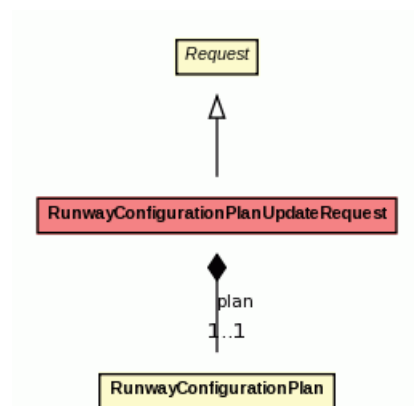 Request
RunwayConfigurationPlanUpdateRequest
plan
1..1
RunwayConfigurationPlan